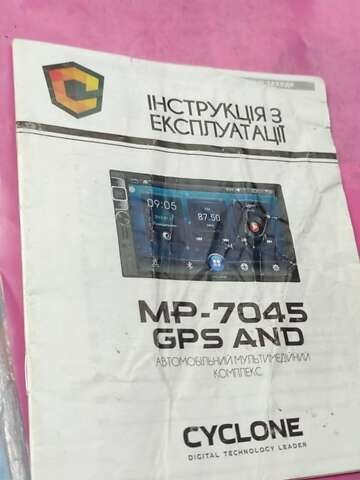 ІНСТРУКЦІЯ З
ЕКСПЛУАТАЦІЇ
09:05
87.50
MP-7045
GPS AND
АВТОМОБІЛЬНИЙ МУЛЬТИМЕДІЙНИЙ
КОМПЛЕКС
CYCLONE
DIGITAL TECHNOLOGY LEADER